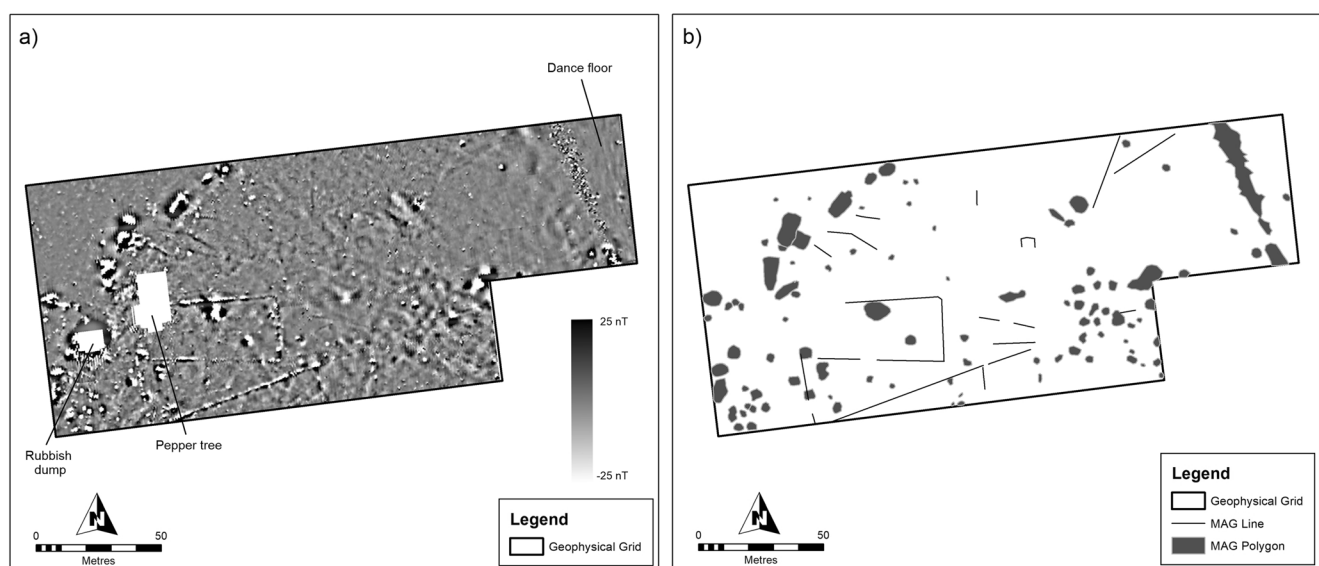 a)
Dance floor
25 nT
-25 nT
Pepper tree
Rubbish
dump
N
0 50
Metres
Legend
Geophysical Grid
b)
N
0 50
Metres
Legend
Geophysical Grid
MAG Line
MAG Polygon